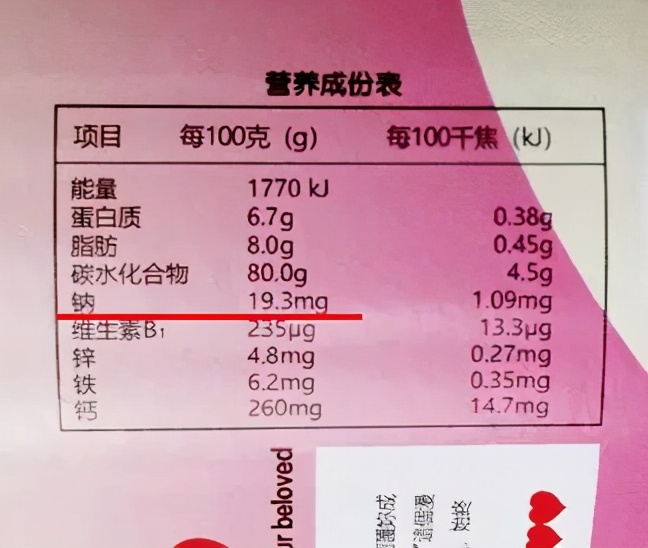 营养成份表
项目 每100克 (g) 每100千焦 (kJ)
能量 1770 kJ
蛋白质 6.7g 0.38g
脂肪 8.0g 0.45g
碳水化合物 80.0g 4.5g
钠 19.3mg 1.09mg
维生素B₁ 235μg 13.3μg
锌 4.8mg 0.27mg
铁 6.2mg 0.35mg
钙 260mg 14.7mg
beloved